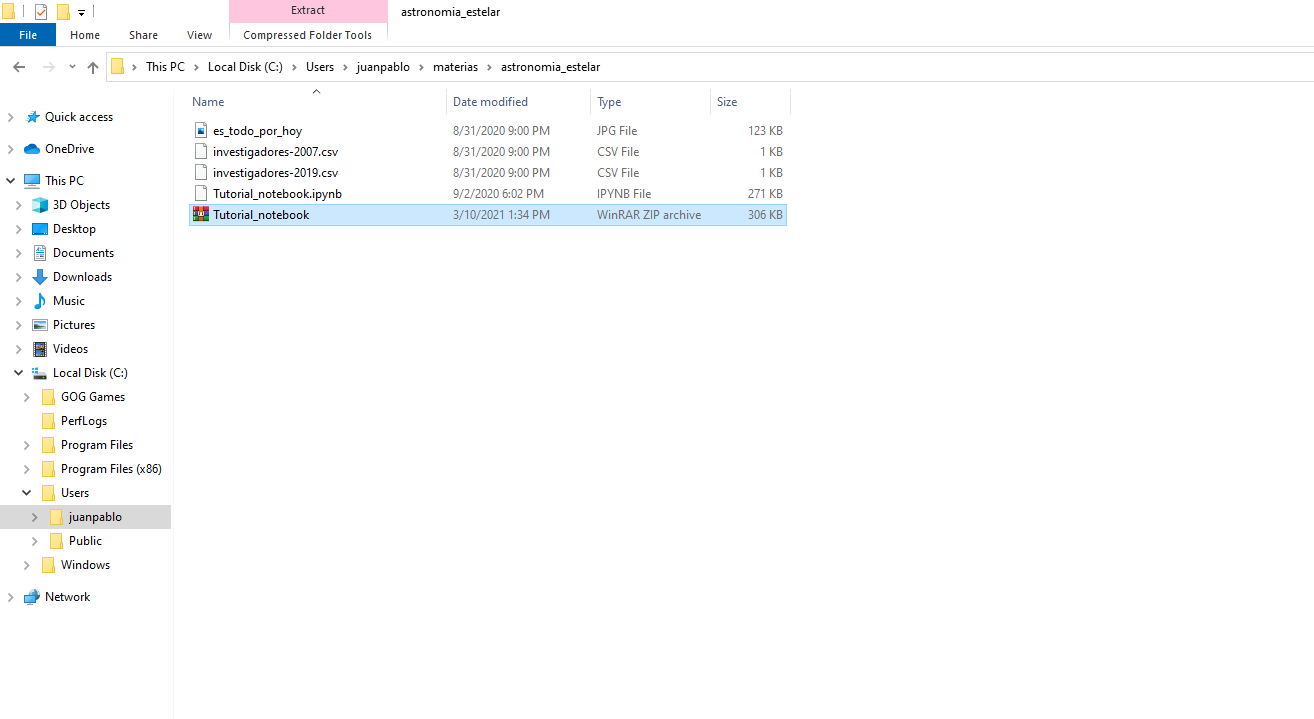 Extract
astronomia_estelar
File
Home
Share
View
Compressed Folder Tools
This PC
Local Disk (C:)
Users
juanpablo
materias
astronomia_estelar
Name
Date modified
Type
Size
es_todo_por_hoy 8/31/2020 9:00 PM JPG File 123 KB
investigadores-2007.csv 8/31/2020 9:00 PM CSV File 1 KB
investigadores-2019.csv 8/31/2020 9:00 PM CSV File 1 KB
Tutorial_notebook.ipynb 9/2/2020 6:02 PM IPYNB File 271 KB
Tutorial_notebook 3/10/2021 1:34 PM WinRAR ZIP archive 306 KB
Quick access
OneDrive
This PC
3D Objects
Desktop
Documents
Downloads
Music
Pictures
Videos
Local Disk (C:)
GOG Games
PerfLogs
Program Files
Program Files (x86)
Users
juanpablo
Public
Windows
Network